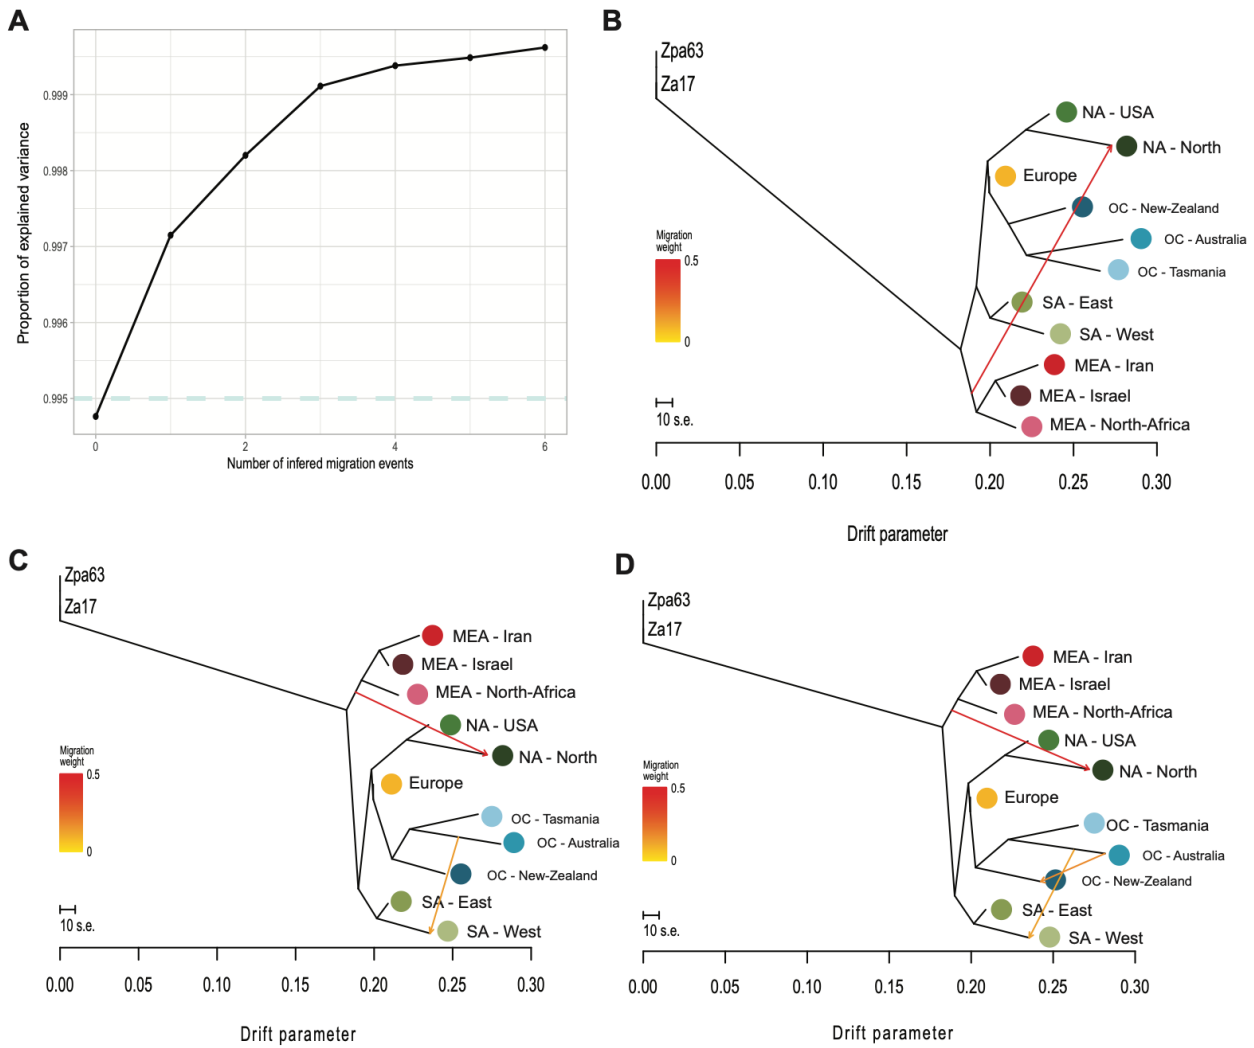 A
Proportion of explained variance
0.999
0.998
0.997
0.996
0.995
0
2
4
6
Number of infered migration events
B
Zpa63
Za17
NA - USA
NA - North
Europe
OC - New-Zealand
OC - Australia
OC - Tasmania
SA - East
SA - West
MEA - Iran
MEA - Israel
MEA - North-Africa
Migration
weight
0.5
0
10 s.e.
0.00 0.05 0.10 0.15 0.20 0.25 0.30
Drift parameter
C
Zpa63
Za17
MEA - Iran
MEA - Israel
MEA - North-Africa
NA - USA
NA - North
Europe
OC - Tasmania
OC - Australia
OC - New-Zealand
SA - East
SA - West
Migration
weight
0.5
0
10 s.e.
0.00 0.05 0.10 0.15 0.20 0.25 0.30
Drift parameter
D
Zpa63
Za17
MEA - Iran
MEA - Israel
MEA - North-Africa
NA - USA
NA - North
Europe
OC - Tasmania
OC - Australia
OC - New-Zealand
SA - East
SA - West
Migration
weight
0.5
0
10 s.e.
0.00 0.05 0.10 0.15 0.20 0.25 0.30
Drift parameter